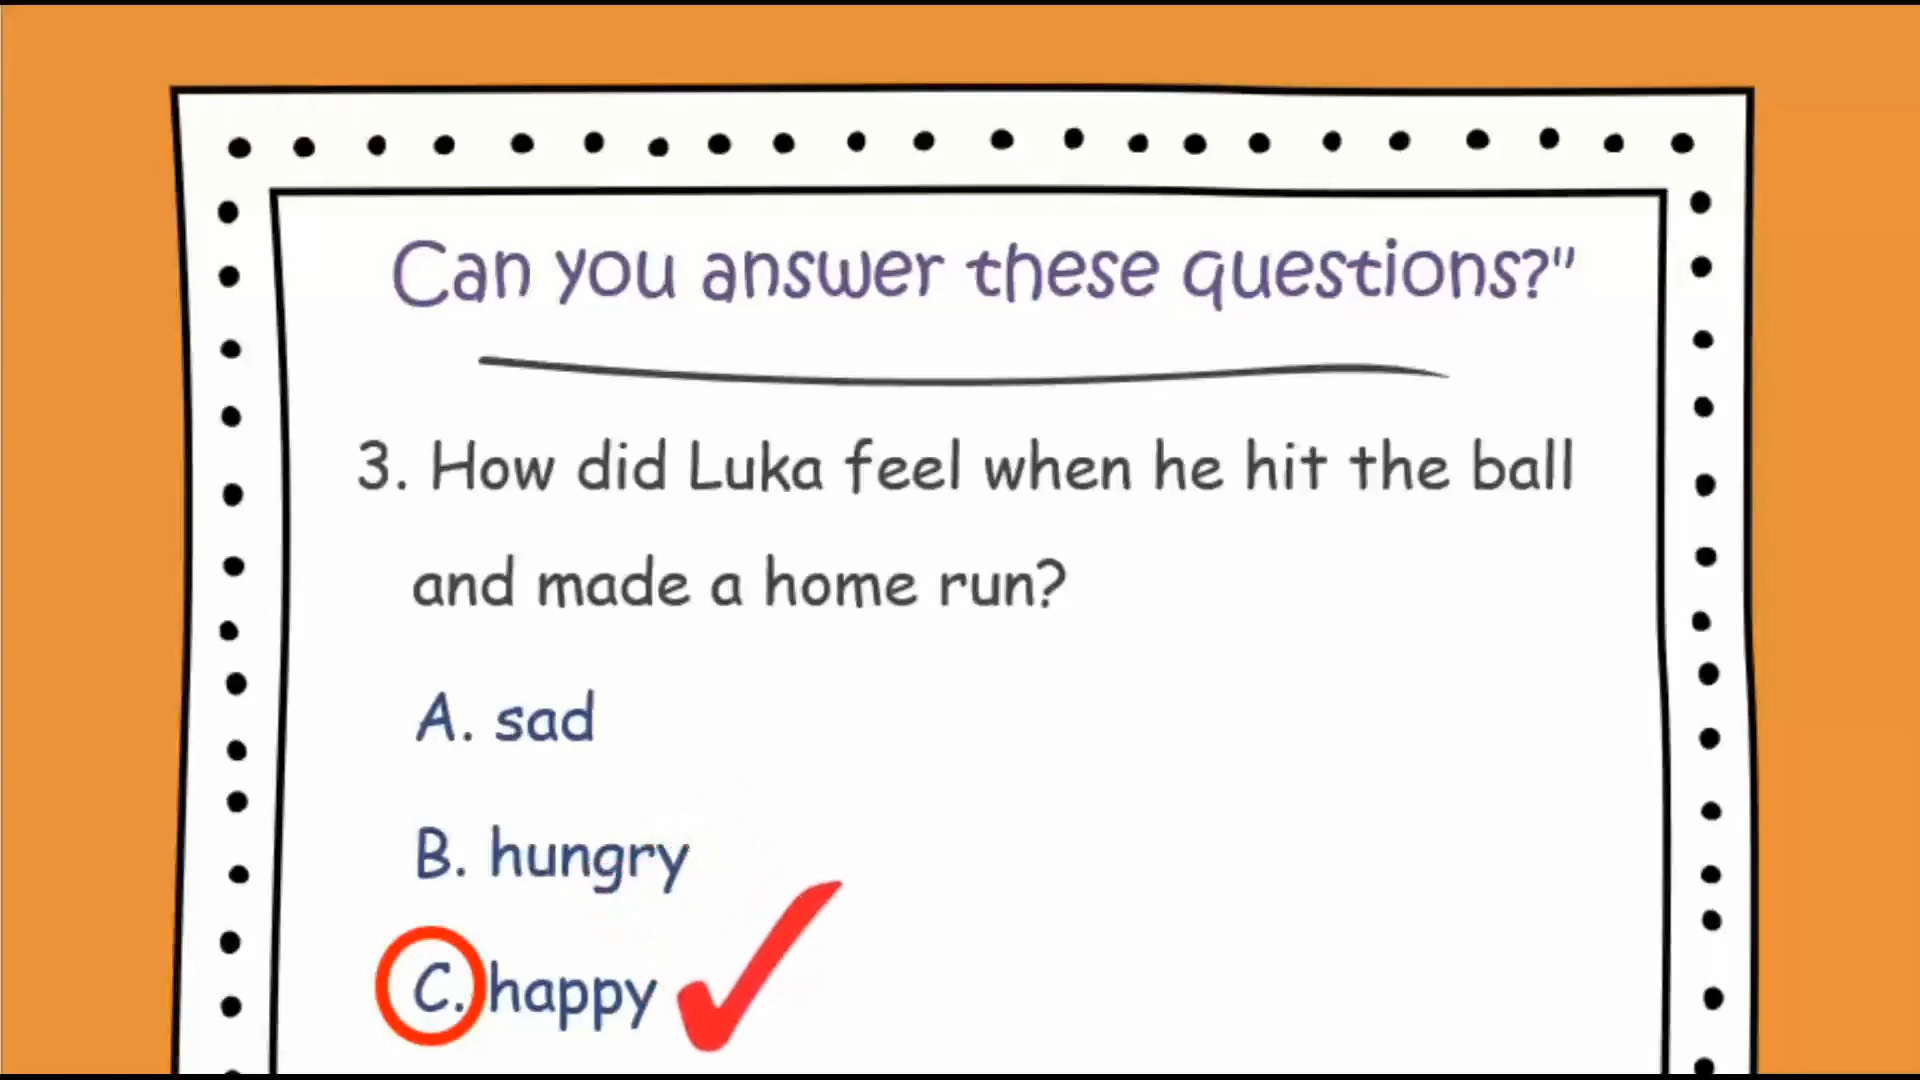 Can you answer these questions?"
3. How did Luka feel when he hit the ball
and made a home run?
A. sad
B. hungry
C. happy